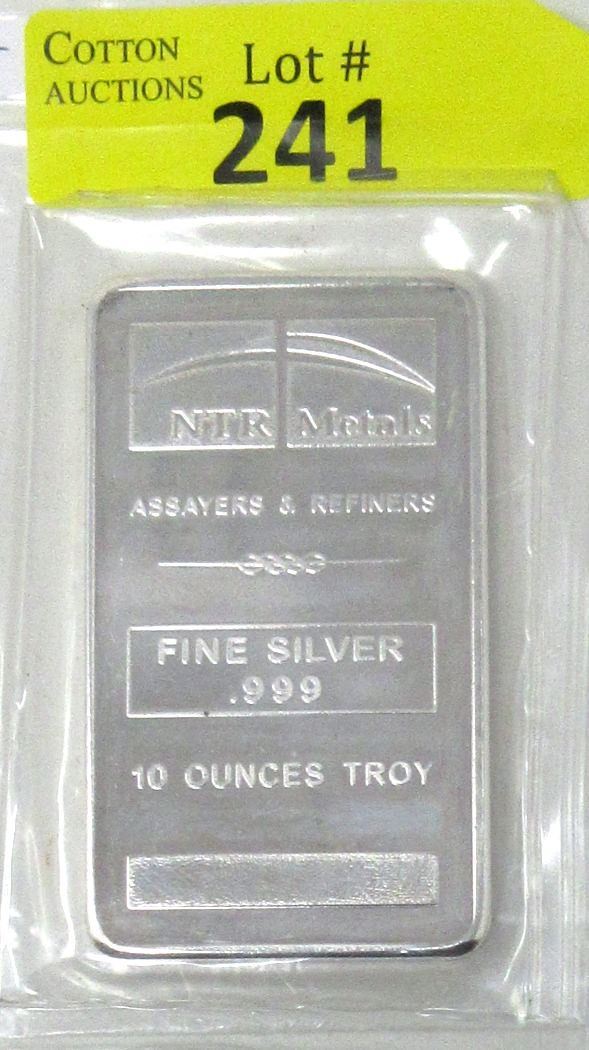 COTTON
AUCTIONS
Lot #
241
NTR Metals
ASSAYERS & REFINERS
FINE SILVER
.999
10 OUNCES TROY